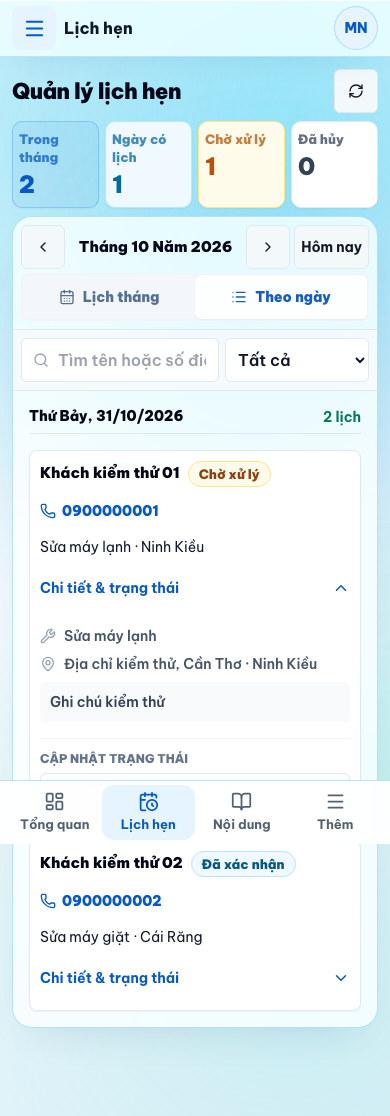 Lịch hẹn
MN
Quản lý lịch hẹn
Trong tháng
2
Ngày có lịch
1
Chờ xử lý
1
Đã hủy
0
Tháng 10 Năm 2026
Hôm nay
Lịch tháng
Theo ngày
Tìm tên hoặc số điệ
Tất cả
Thứ Bảy, 31/10/2026
2 lịch
Khách kiểm thử 01
Chờ xử lý
0900000001
Sửa máy lạnh · Ninh Kiều
Chi tiết & trạng thái
Sửa máy lạnh
Địa chỉ kiểm thử, Cần Thơ · Ninh Kiều
Ghi chú kiểm thử
CẬP NHẬT TRẠNG THÁI
Tổng quan
Lịch hẹn
Nội dung
Thêm
Khách kiểm thử 02
Đã xác nhận
0900000002
Sửa máy giặt · Cái Răng
Chi tiết & trạng thái